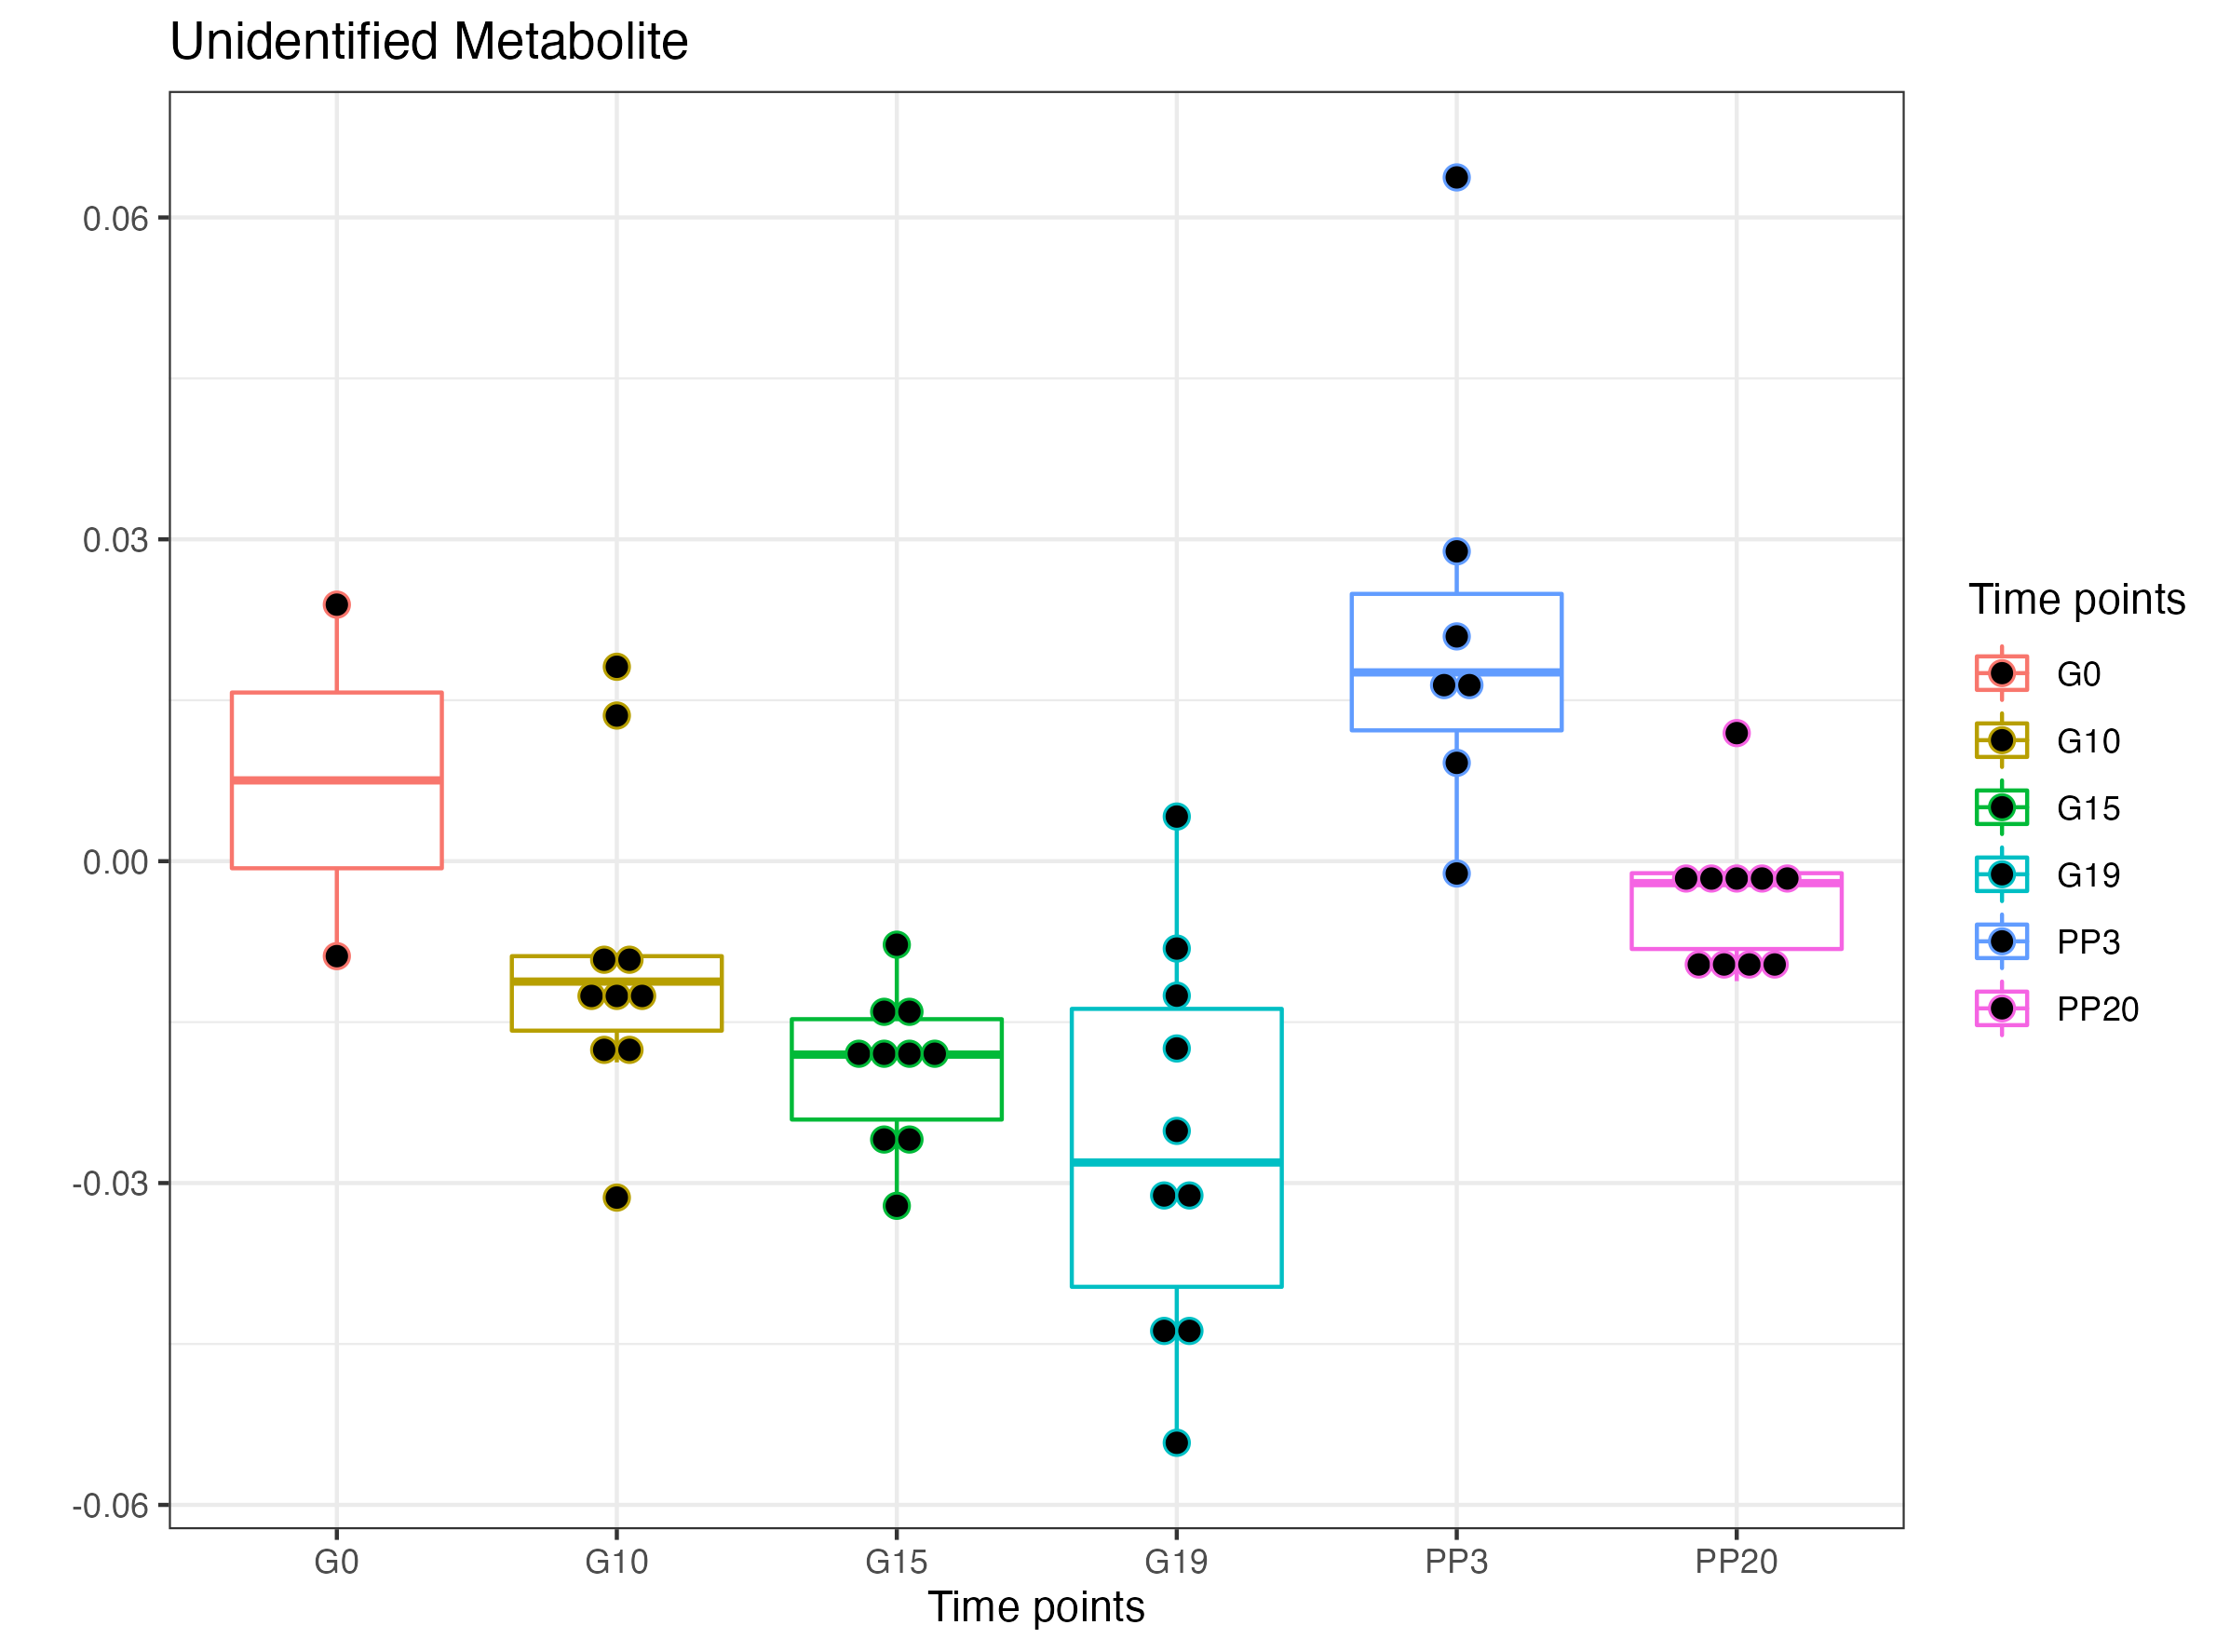 Unidentified Metabolite
0.06
0.03
0.00
-0.03
-0.06
G0 G10 G15 G19 PP3 PP20
Time points
Time points
G0
G10
G15
G19
PP3
PP20